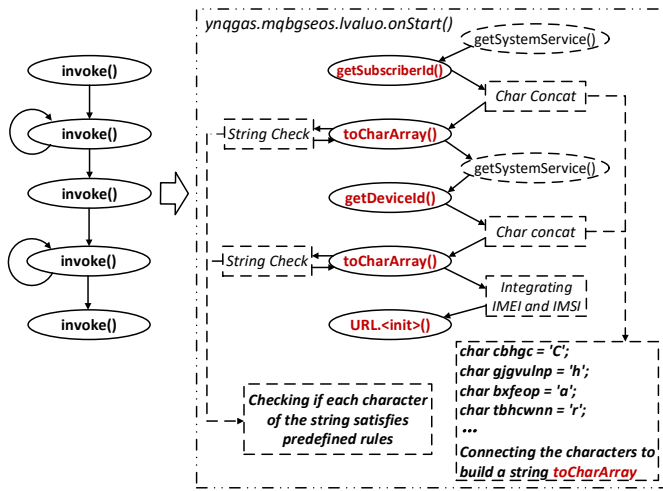 ynqgas.mqbgseos.lvaluo.onStart()
getSystemService()
invoke()
getSubscriberId()
Char Concat
invoke()
String Check
toCharArray()
getSystemService()
invoke()
getDeviceId()
Char concat
invoke()
String Check
toCharArray()
Integrating
IMEI and IMSI
invoke()
URL.<init>()
char cbhgc = 'C';
char gjgvulnp = 'h';
char bxfeop = 'a';
char tbhcwnn = 'r';
...
Connecting the characters to
build a string toCharArray
Checking if each character
of the string satisfies
predefined rules